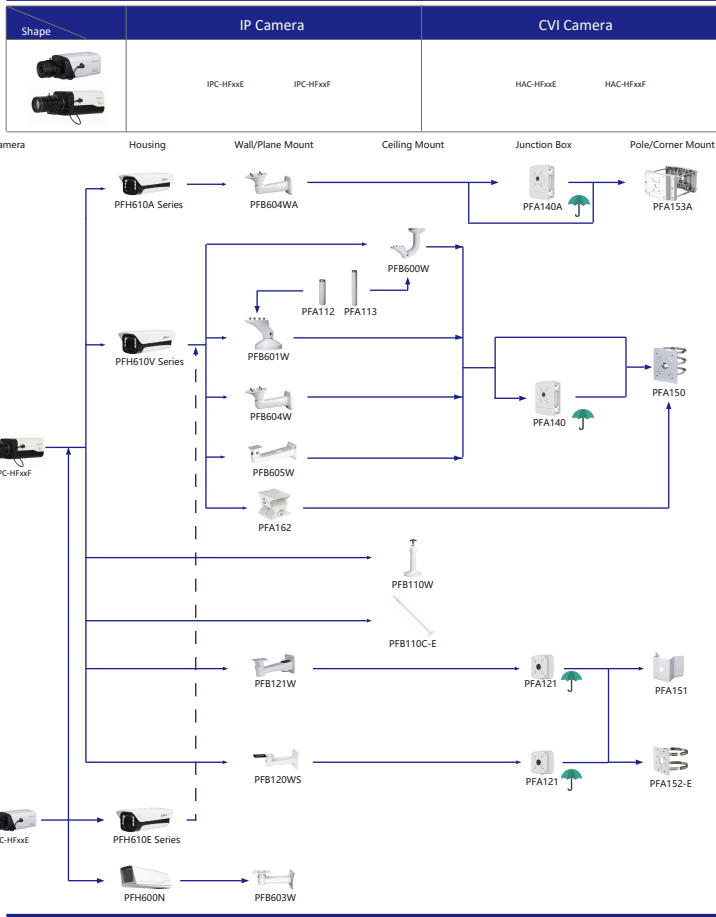 Shape
IP Camera
CVI Camera
IPC-HFxxE
IPC-HFxxF
HAC-HFxxE
HAC-HFxxF
amera
Housing
Wall/Plane Mount
Ceiling Mount
Junction Box
Pole/Corner Mount
PFH610A Series
PFB604WA
PFA140A
PFA153A
PFB600W
PFA112
PFA113
PFH610V Series
PFB601W
PFA150
PFB604W
PFA140
PC-HFxxF
PFB605W
PFA162
PFB110W
PFB110C-E
PFB121W
PFA121
PFA151
PFB120WS
PFA121
PFA152-E
C-HFxxE
PFH610E Series
PFH600N
PFB603W